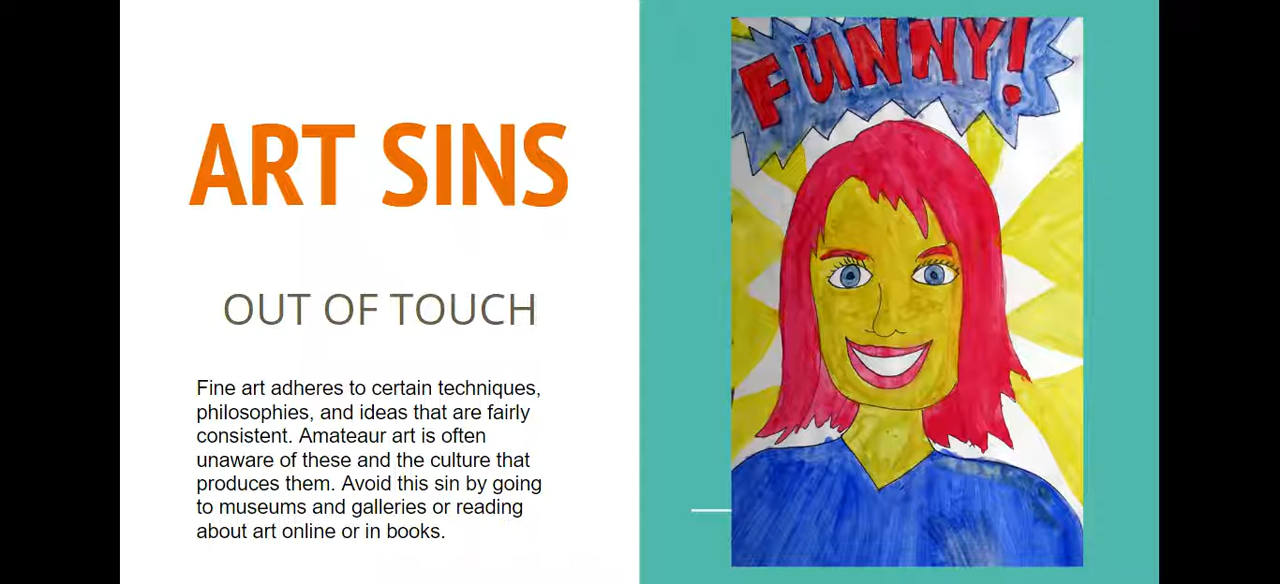 ART SINS
OUT OF TOUCH
Fine art adheres to certain techniques,
philosophies, and ideas that are fairly
consistent. Amateaur art is often
unaware of these and the culture that
produces them. Avoid this sin by going
to museums and galleries or reading
about art online or in books.
FUNNY!